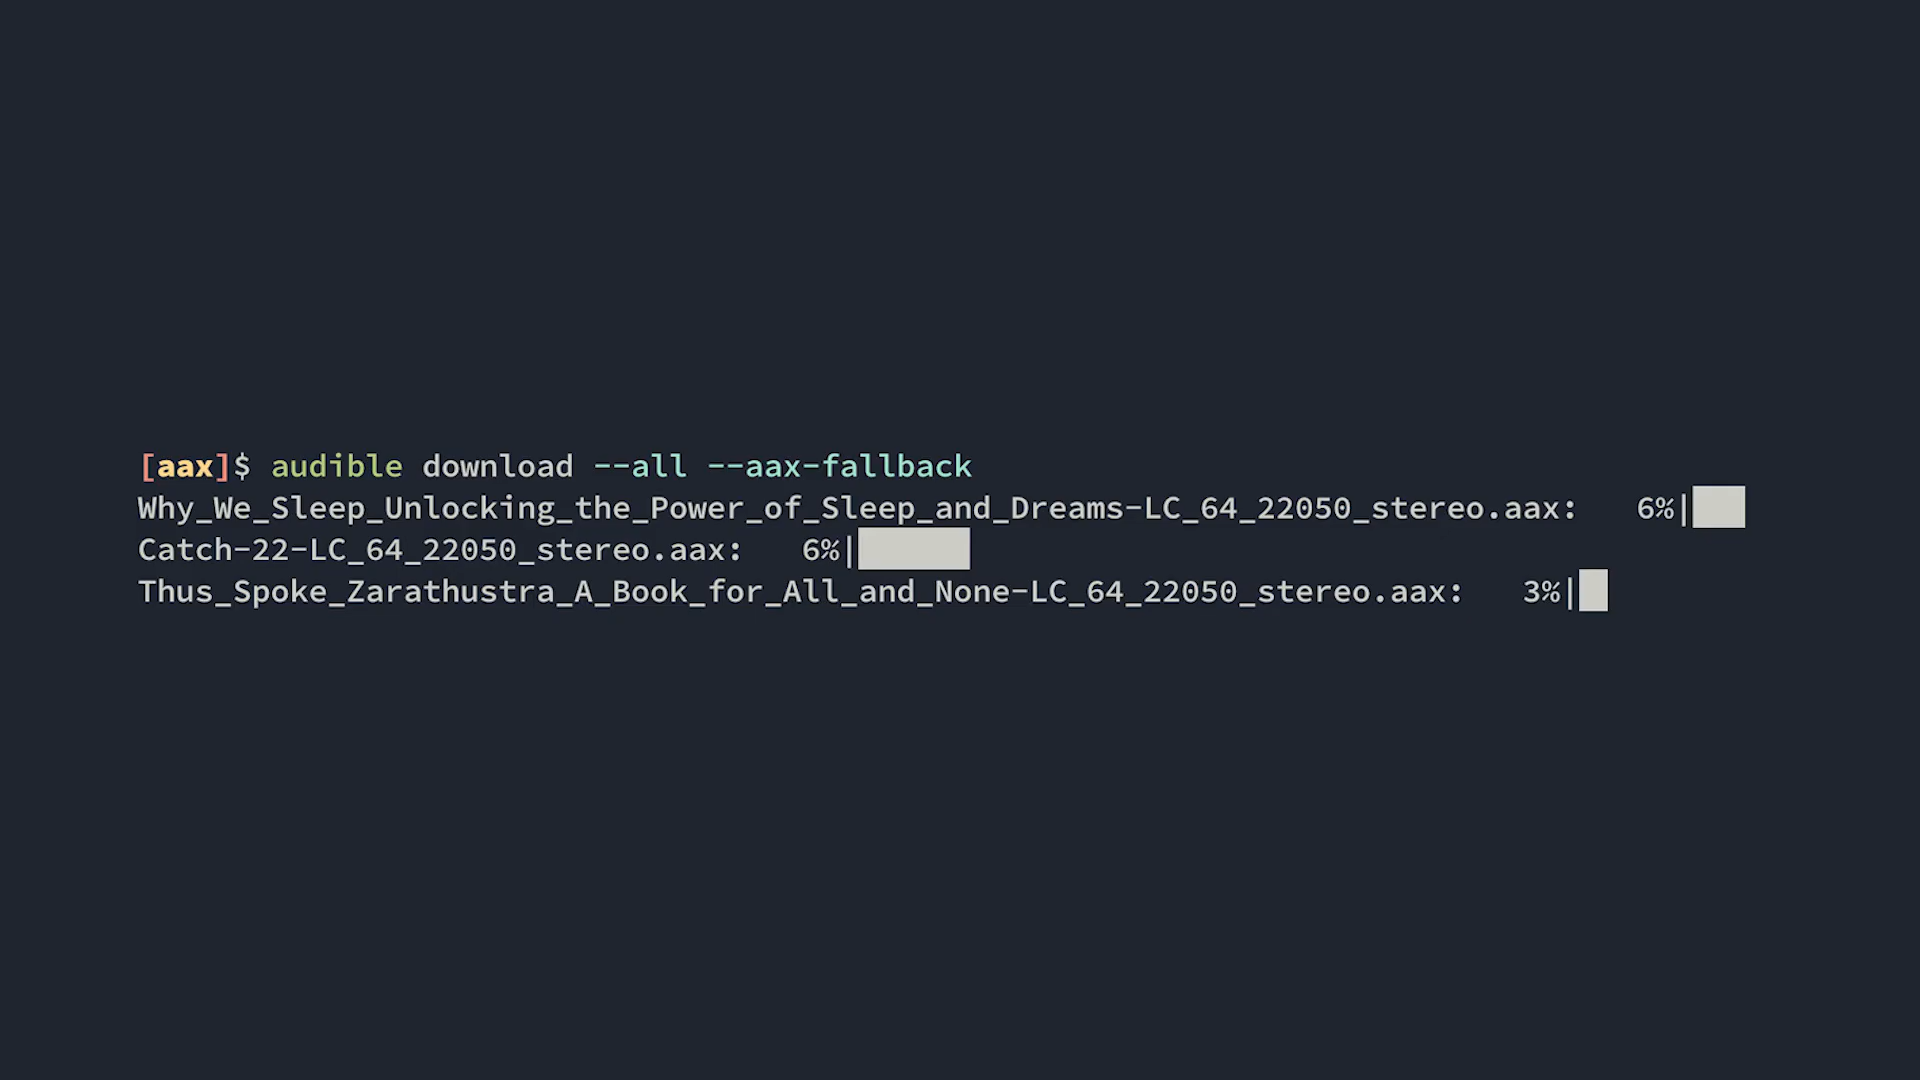 [aax]$ audible download --all --aax-fallback
Why_We_Sleep_Unlocking_the_Power_of_Sleep_and_Dreams-LC_64_22050_stereo.aax:   6%|
Catch-22-LC_64_22050_stereo.aax:   6%|
Thus_Spoke_Zarathustra_A_Book_for_All_and_None-LC_64_22050_stereo.aax:   3%|